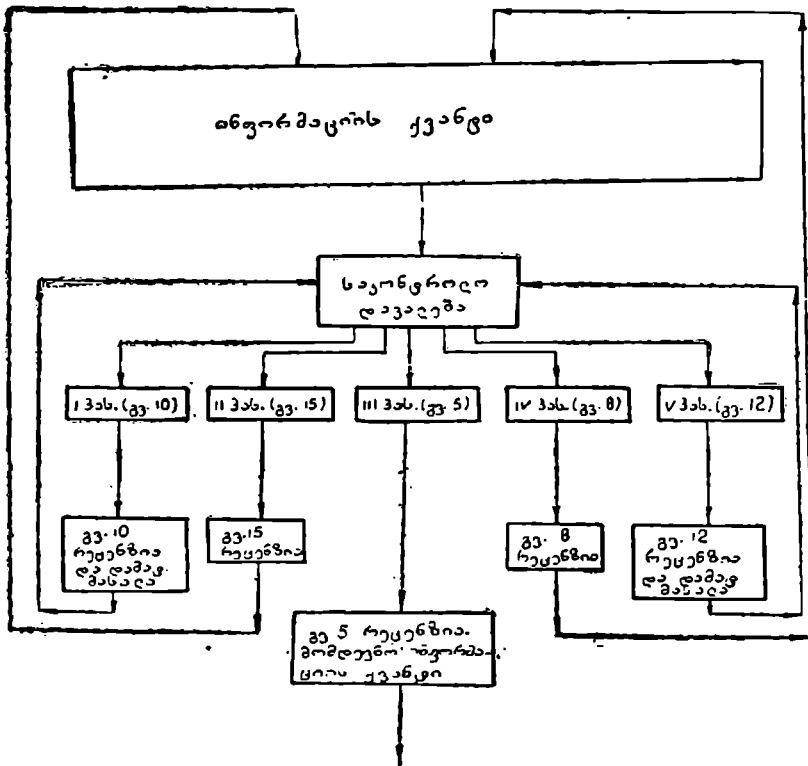 ინფორმაციის ქვანტი
საკონტროლო
დავალება
I პას. (გვ. 10)
II პას. (გვ. 15)
III პას. (გვ. 5)
IV პას. (გვ. 8)
V პას. (გვ. 12)
გვ. 10
რეცენზია
და დამატ.
მასალა
გვ. 15
რეცენზია
გვ. 8
რეცენზია
გვ. 12
რეცენზია
და დამატ
მასალა
გვ 5 რეცენზია.
მომდევნო ინფორმა-
ციის ქვანტი